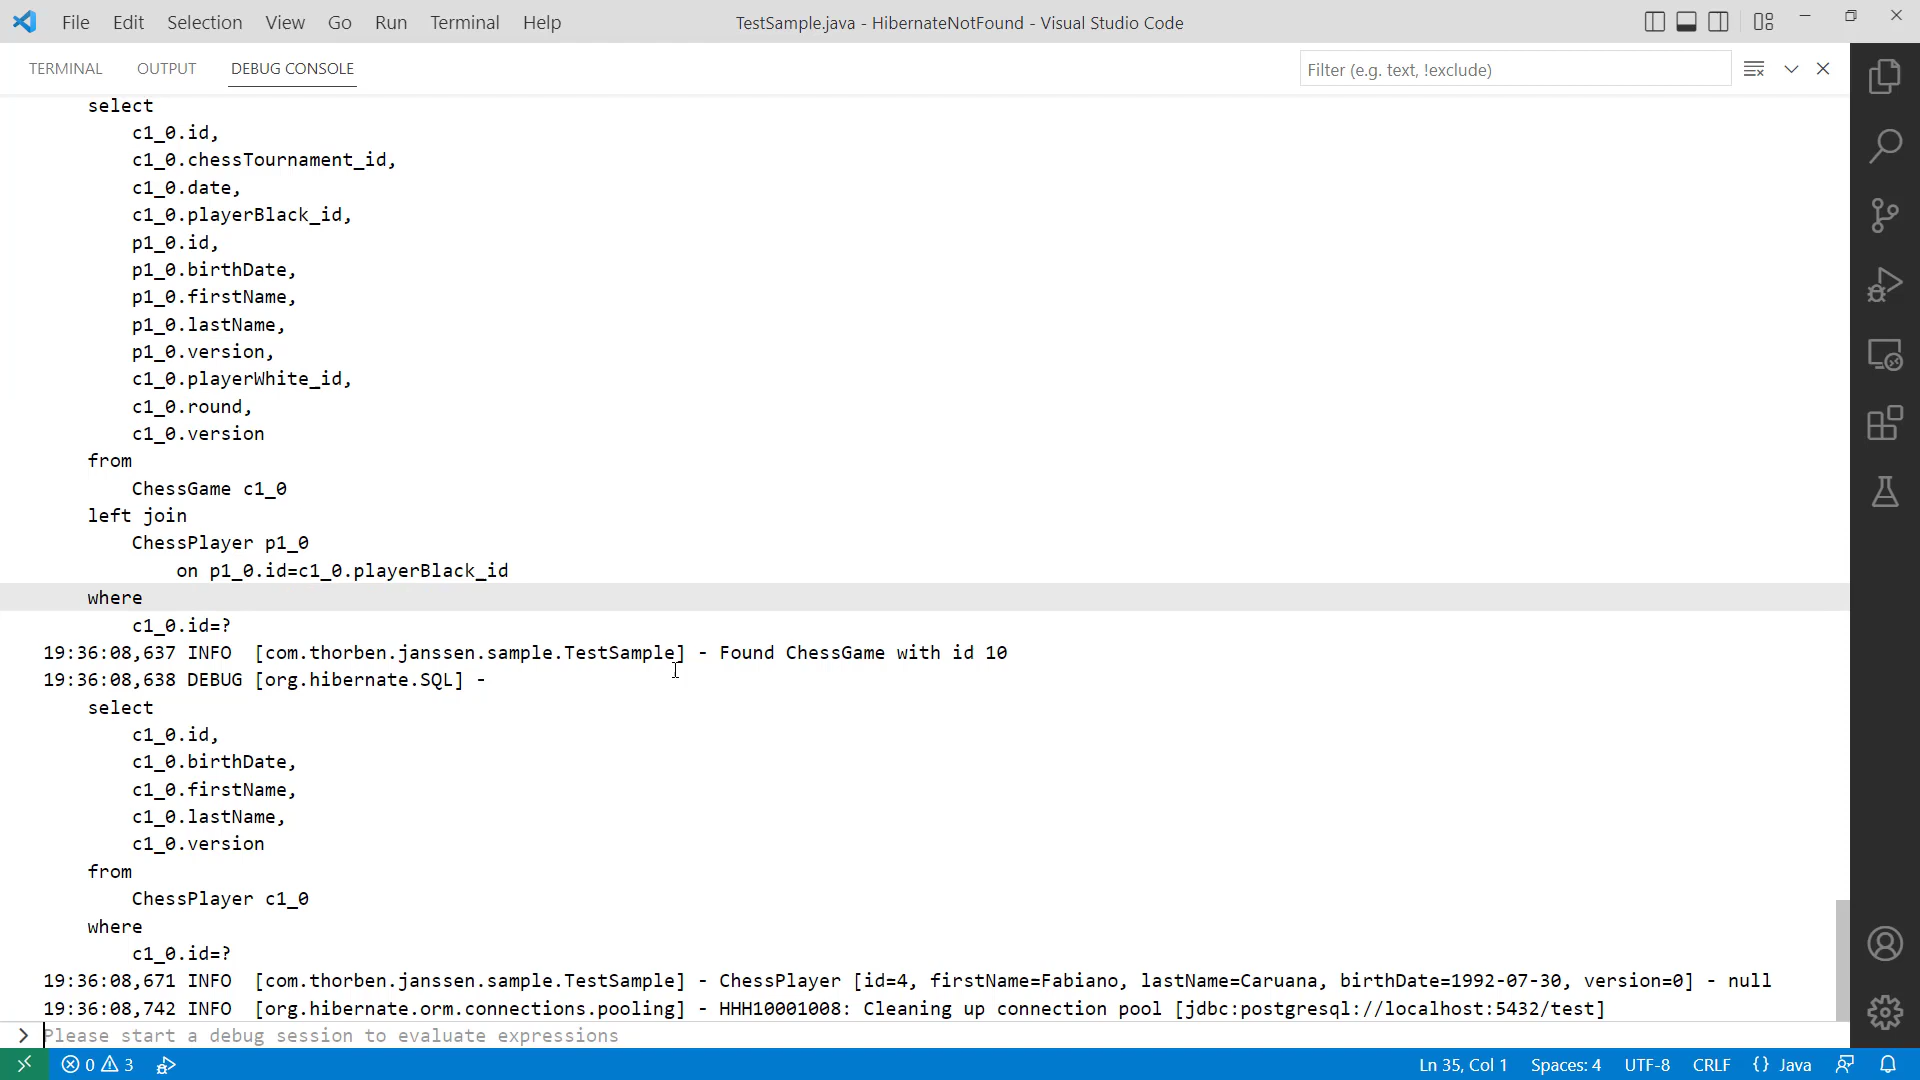 File Edit Selection View Go Run Terminal Help TestSample.java - HibernateNotFound - Visual Studio Code
TERMINAL OUTPUT DEBUG CONSOLE Filter (e.g. text, !exclude)
select
c1_0.id,
c1_0.chessTournament_id,
c1_0.date,
c1_0.playerBlack_id,
p1_0.id,
p1_0.birthDate,
p1_0.firstName,
p1_0.lastName,
p1_0.version,
c1_0.playerWhite_id,
c1_0.round,
c1_0.version
from
ChessGame c1_0
left join
ChessPlayer p1_0
on p1_0.id=c1_0.playerBlack_id
where
c1_0.id=?
19:36:08,637 INFO  [com.thorben.janssen.sample.TestSample] - Found ChessGame with id 10
19:36:08,638 DEBUG [org.hibernate.SQL] -
select
c1_0.id,
c1_0.birthDate,
c1_0.firstName,
c1_0.lastName,
c1_0.version
from
ChessPlayer c1_0
where
c1_0.id=?
19:36:08,671 INFO  [com.thorben.janssen.sample.TestSample] - ChessPlayer [id=4, firstName=Fabiano, lastName=Caruana, birthDate=1992-07-30, version=0] - null
19:36:08,742 INFO  [org.hibernate.orm.connections.pooling] - HHH10001008: Cleaning up connection pool [jdbc:postgresql://localhost:5432/test]
Please start a debug session to evaluate expressions
0 3 Ln 35, Col 1 Spaces: 4 UTF-8 CRLF {} Java